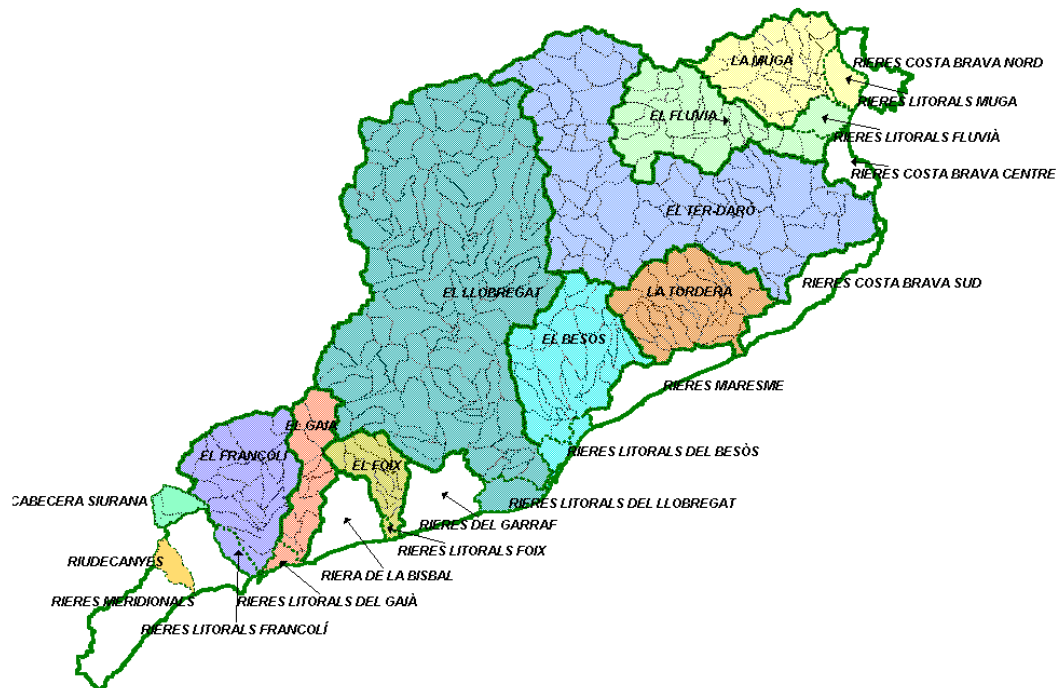 LA MUGA
RIERES COSTA BRAVA NORD
RIERES LITORALS MUGA
EL FLUVIA
RIERES LITORALS FLUVIÀ
RIERES COSTA BRAVA CENTRE
EL TER-DARÓ
RIERES COSTA BRAVA SUD
EL LLOBREGAT
LA TORDERA
EL BESÒS
RIERES MARESME
EL GAIA
EL FRANCOLÍ
EL FOIX
RIERES LITORALS DEL BESÒS
CABECERA SIURANA
RIERES LITORALS DEL LLOBREGAT
RIERES DEL GARRAF
RIERES LITORALS FOIX
RIUDECANYES
RIERA DE LA BISBAL
RIERES MERIDIONALS
RIERES LITORALS DEL GAIÀ
RIERES LITORALS FRANCOLÍ